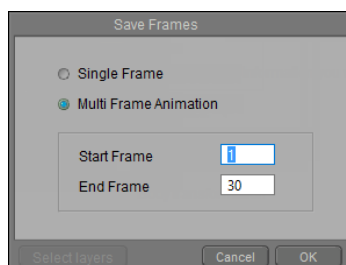 Save Frames
Single Frame
Multi Frame Animation
Start Frame 1
End Frame 30
Select layers Cancel OK